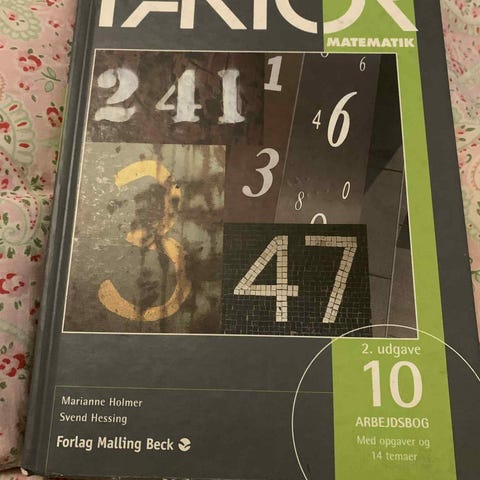 FAKTOR
MATEMATIK
241
1
6
4
6
3
8
0
3
47
2. udgave
10
ARBEJDSBOG
Med opgaver og
14 temaer
Marianne Holmer
Svend Hessing
Forlag Malling Beck